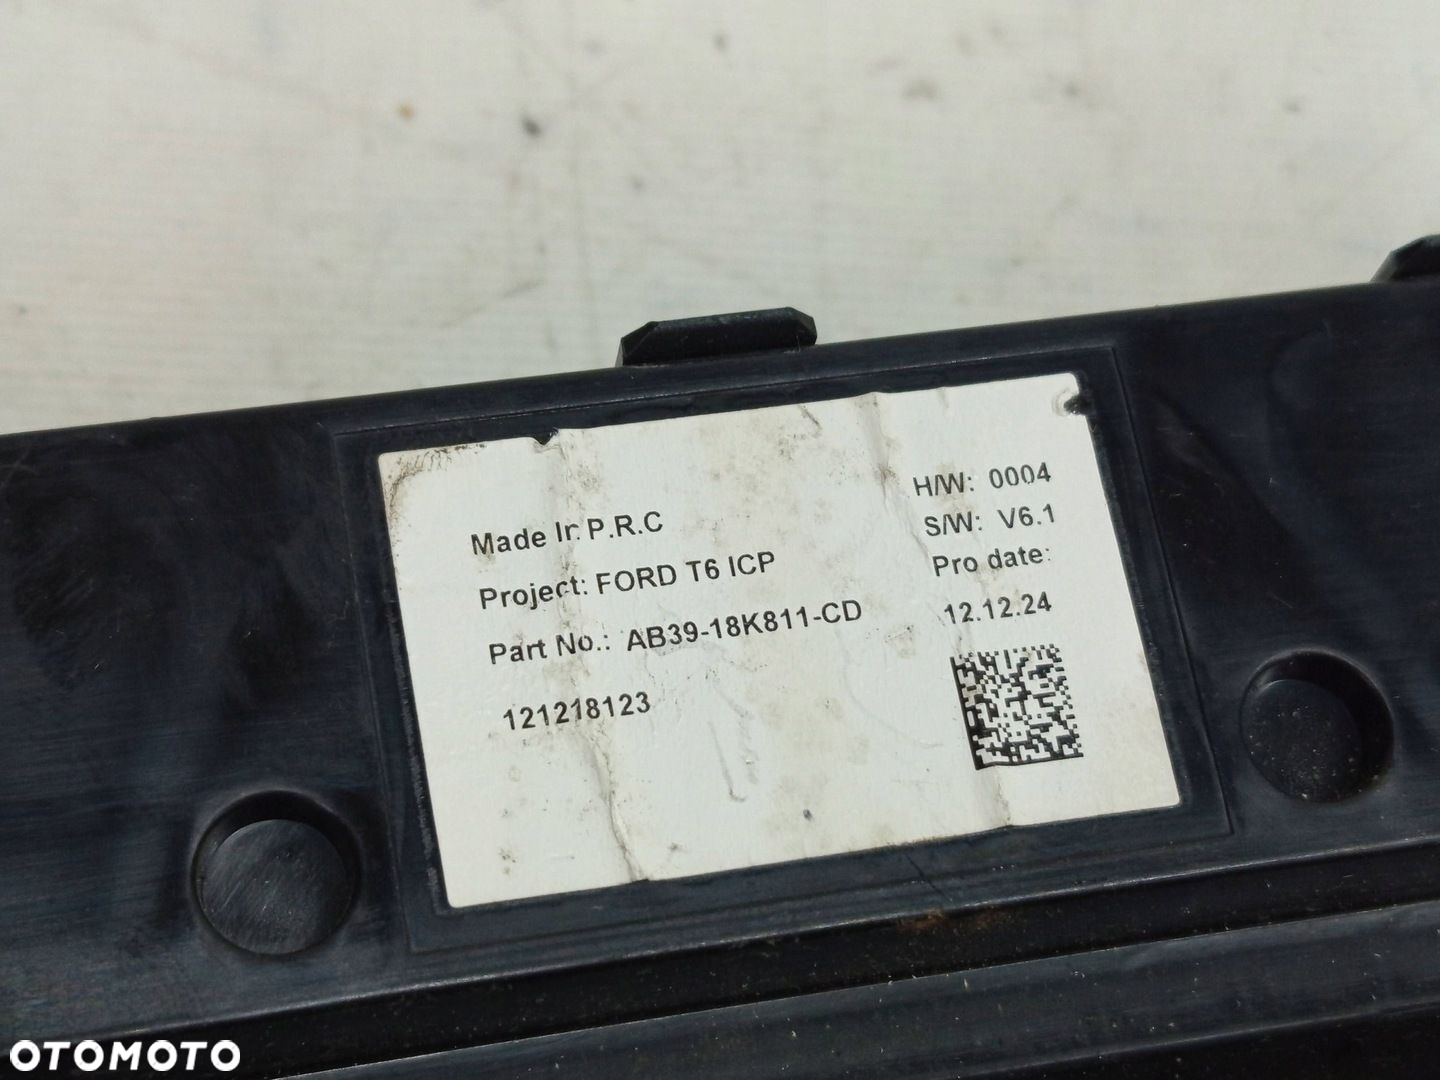 Made In P.R.C
Project: FORD T6 ICP
Part No.: AB39-18K811-CD
121218123
H/W: 0004
S/W: V6.1
Pro date:
12.12.24
OTOMOTO